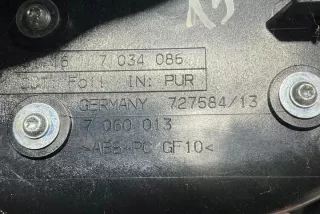 7 034 086
IN: PUR
GERMANY 727584/13
7 060 013
>ABS PC GF10<